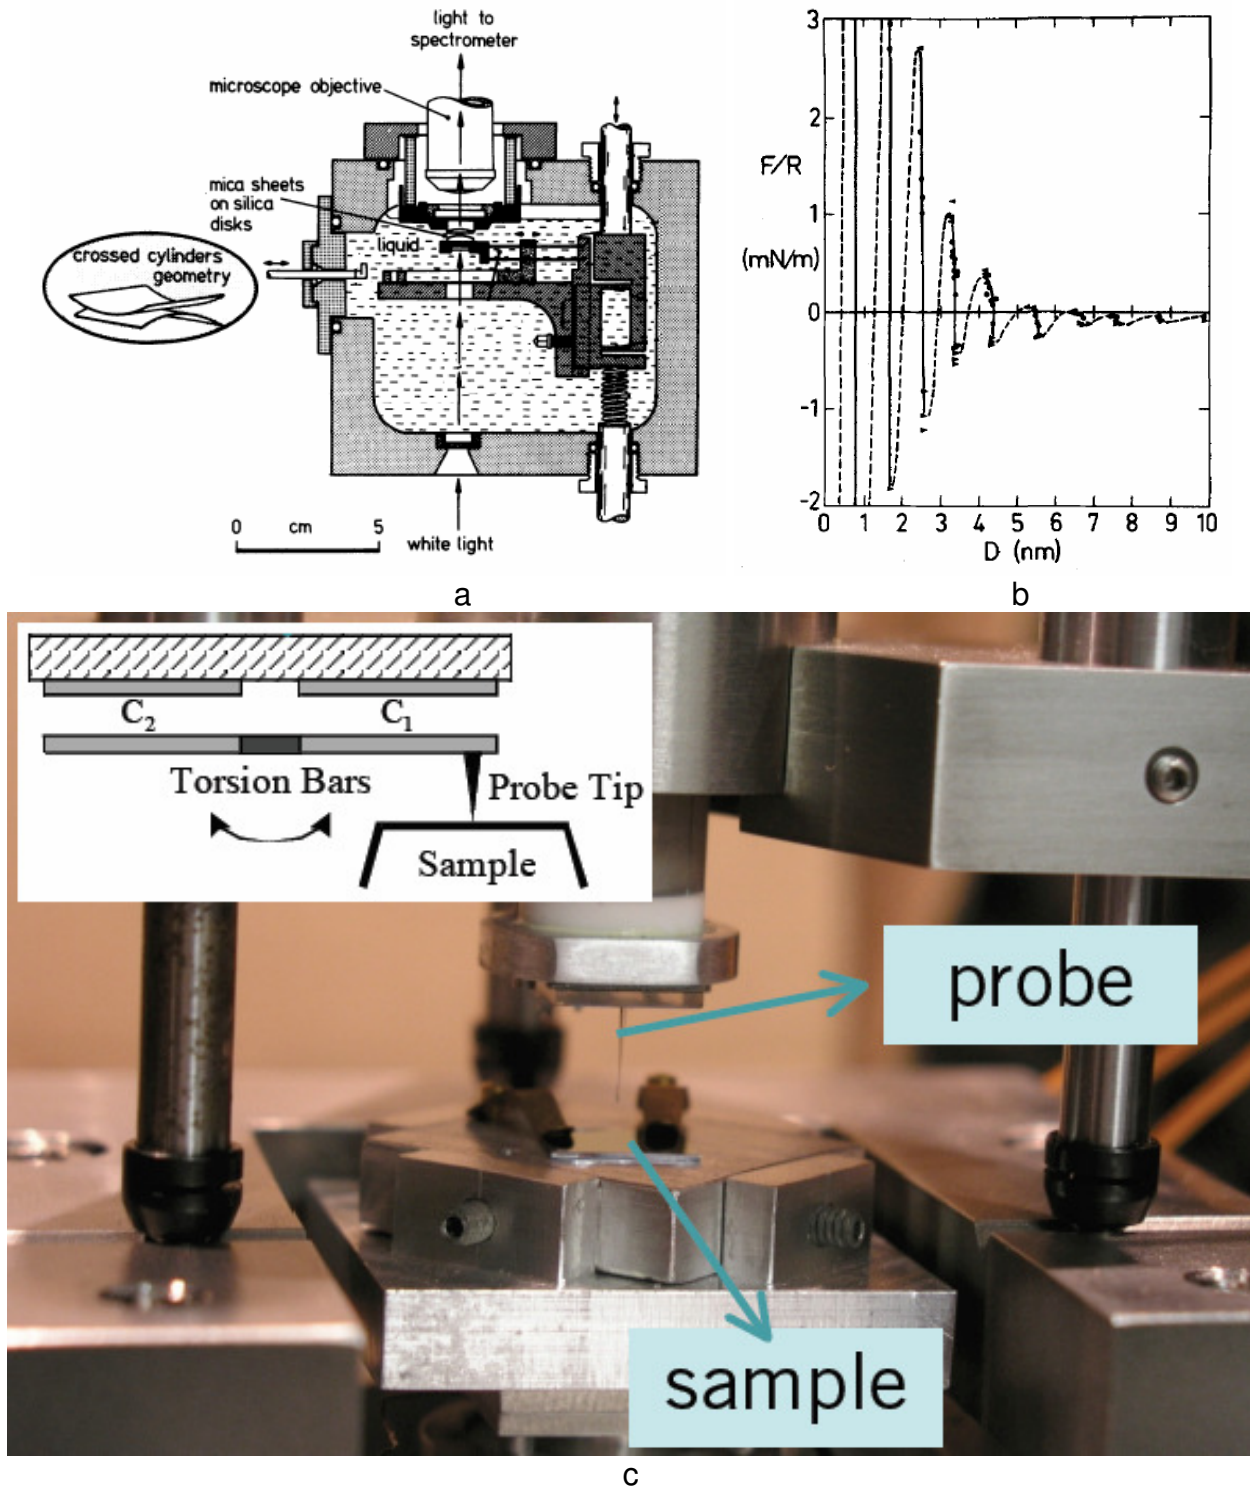 light to
spectrometer
microscope objective
mica sheets
on silica
disks
liquid
crossed cylinders
geometry
0 cm 5
white light
a
3
2
F/R
1
(mN/m)
0
-1
-2
0 1 2 3 4 5 6 7 8 9 10
D (nm)
b
C2 C1
Torsion Bars
Probe Tip
Sample
probe
sample
c